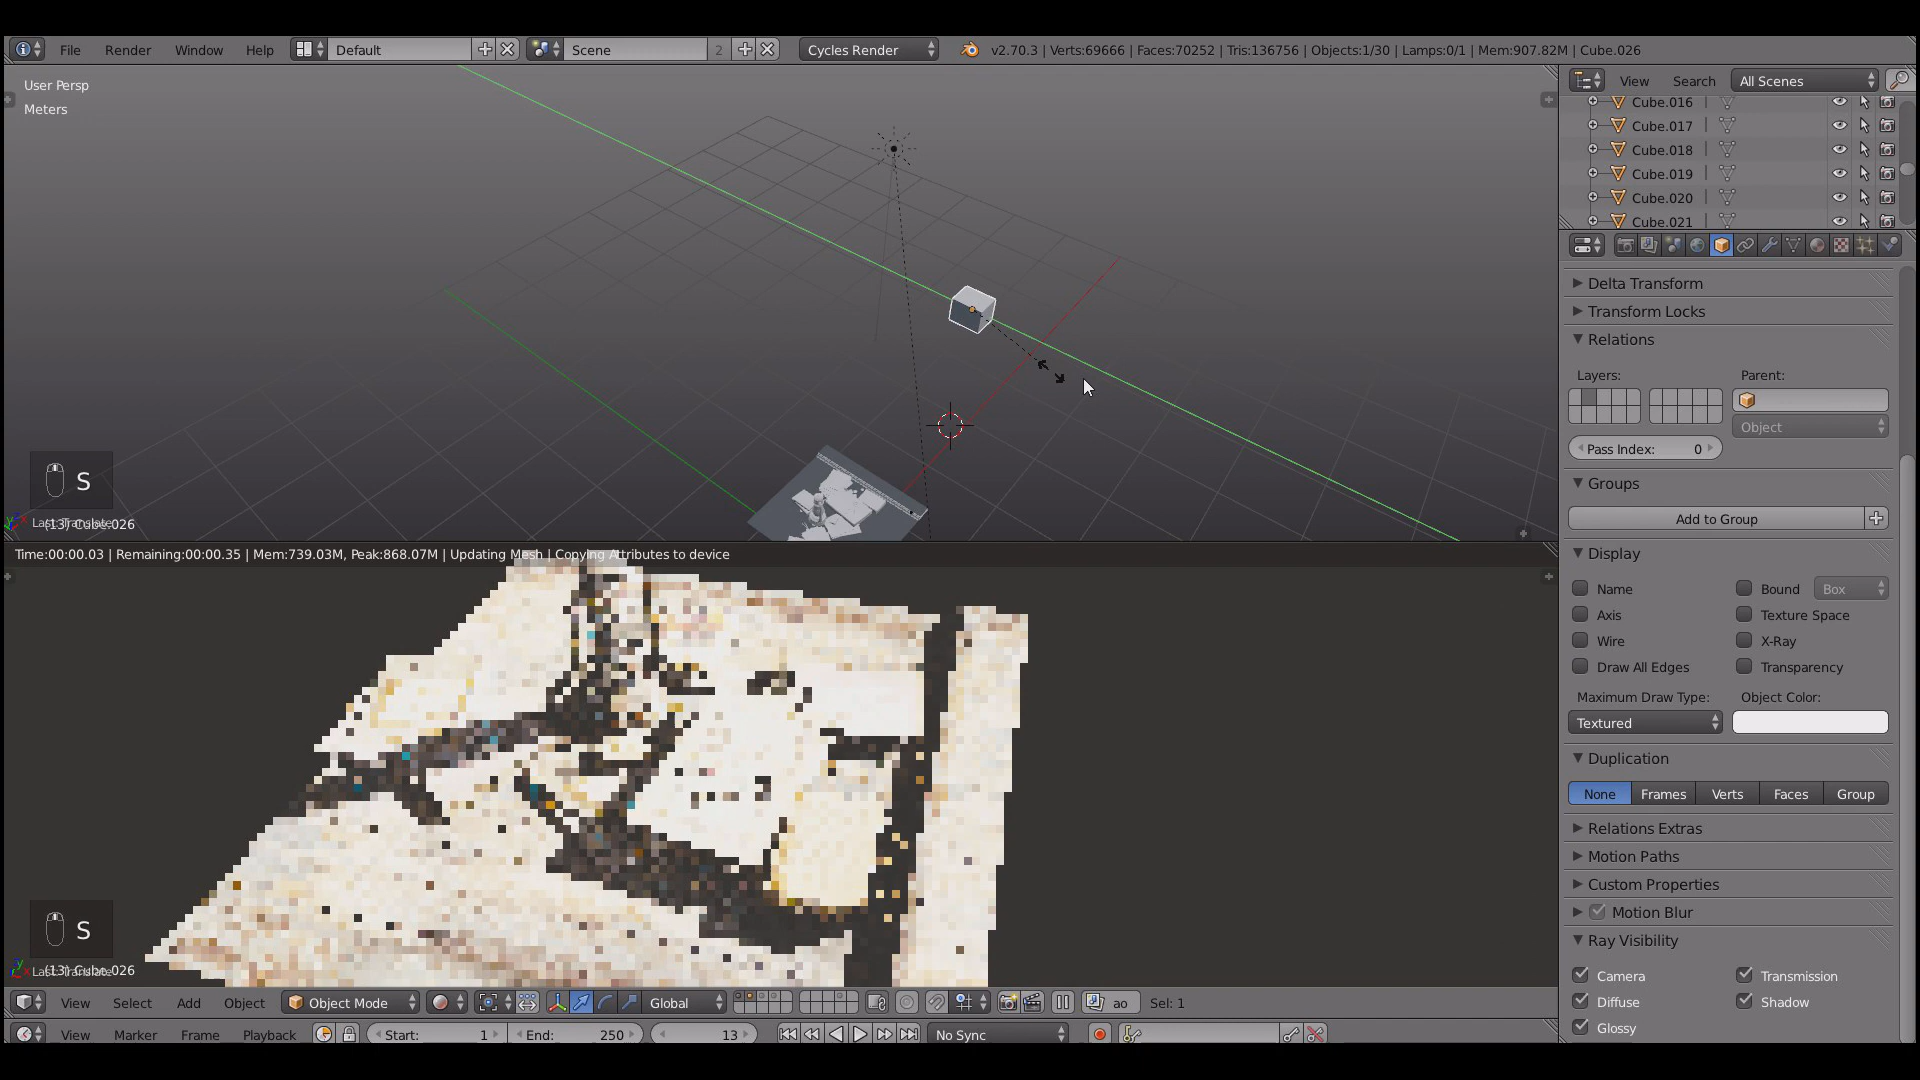 File Render Window Help Default Scene 2 Cycles Render v2.70.3 | Verts:69666 | Faces:70252 | Tris:136756 | Objects:1/30 | Lamps:0/1 | Mem:907.82M | Cube.026
User Persp
Meters
View Search All Scenes
Cube.016
Cube.017
Cube.018
Cube.019
Cube.020
Cube.021
Delta Transform
Transform Locks
Relations
Layers: Parent:
Object
Pass Index: 0
Groups
Add to Group
Display
Name Bound Box
Axis Texture Space
Wire X-Ray
Draw All Edges Transparency
Maximum Draw Type: Object Color:
Textured
Duplication
None Frames Verts Faces Group
Relations Extras
Motion Paths
Custom Properties
Motion Blur
Ray Visibility
Camera Transmission
Diffuse Shadow
Glossy
S
(13) Cube.026
Time:00:00.03 | Remaining:00:00.35 | Mem:739.03M, Peak:868.07M | Updating Mesh | Copying Attributes to device
S
(13) Cube.026
View Select Add Object Object Mode Global ao Sel: 1
View Marker Frame Playback Start: 1 End: 250 13 No Sync